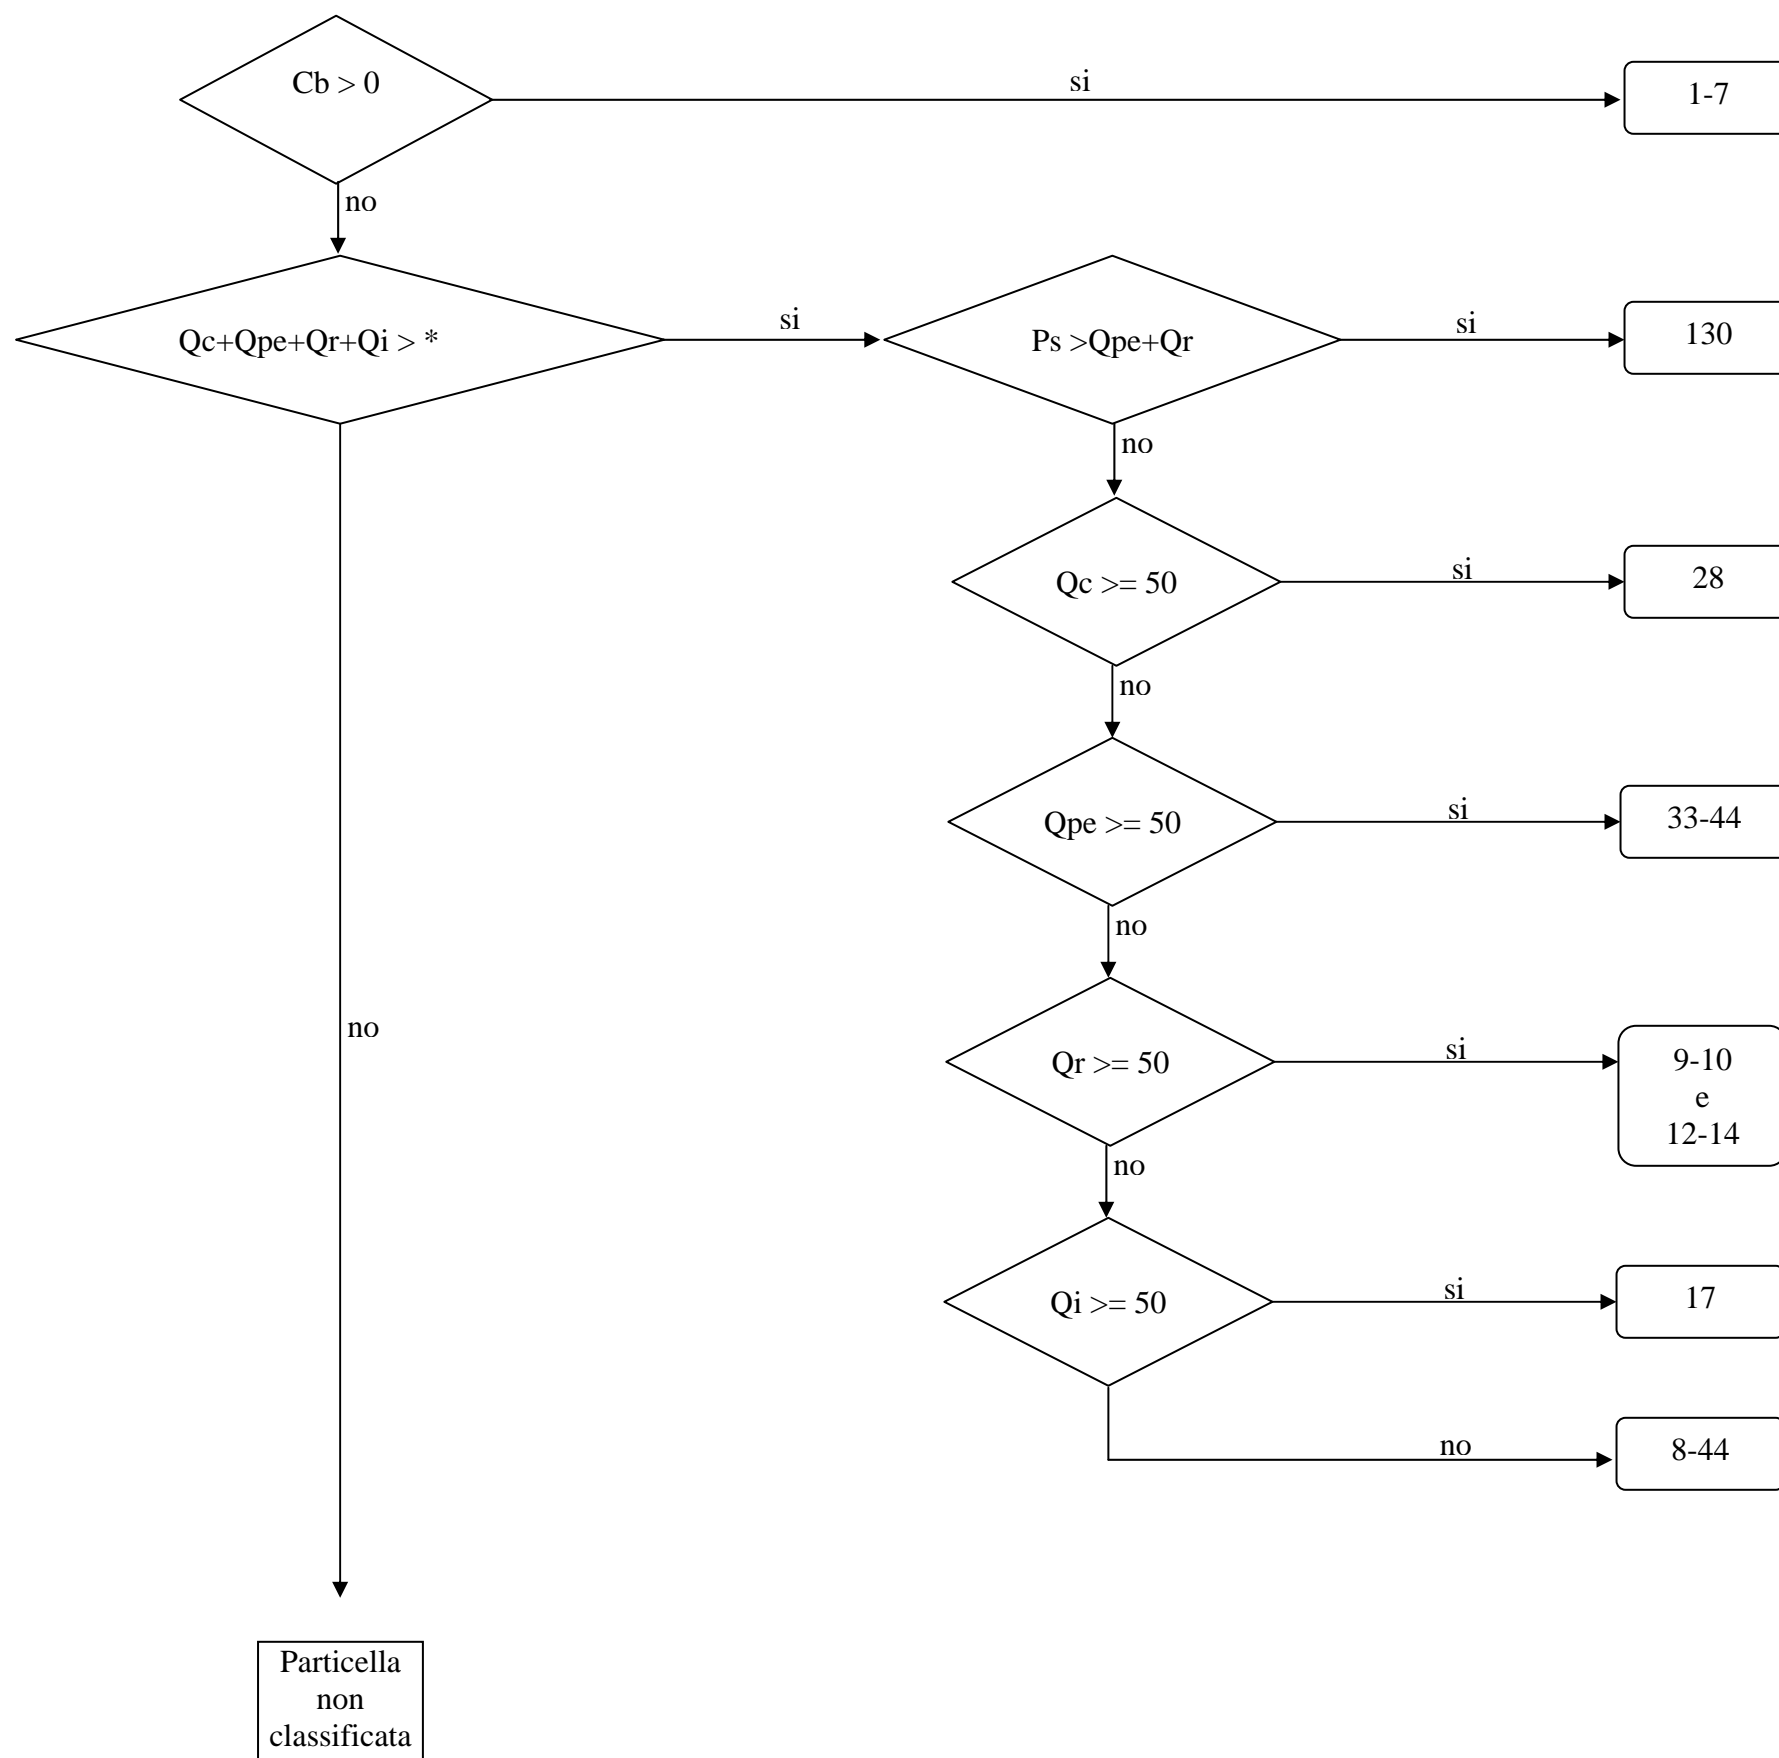 Cb > 0
si
1-7
no
Qc+Qpe+Qr+Qi > *
si
Ps >Qpe+Qr
si
130
no
Qc >= 50
si
28
no
Qpe >= 50
si
33-44
no
no
Qr >= 50
si
9-10
e
12-14
no
Qi >= 50
si
17
no
8-44
Particella
non
classificata